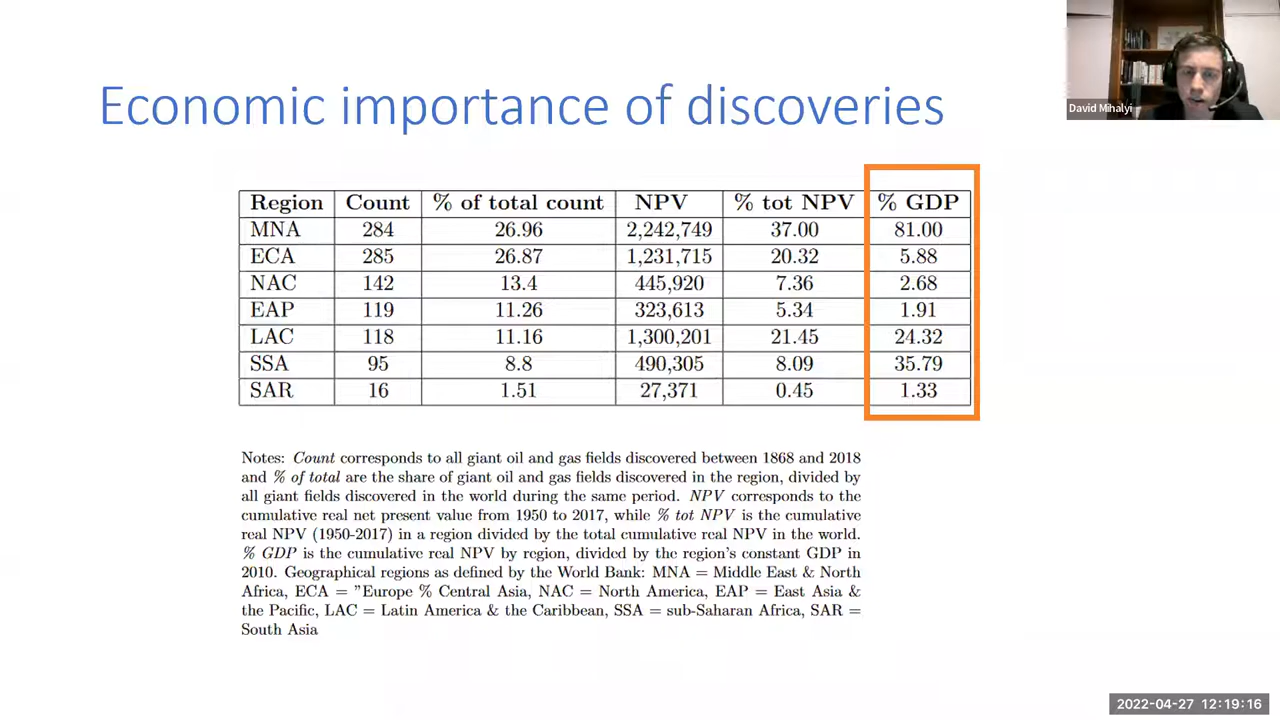 David Mihalyi
Economic importance of discoveries
Region Count % of total count NPV % tot NPV % GDP
MNA 284 26.96 2,242,749 37.00 81.00
ECA 285 26.87 1,231,715 20.32 5.88
NAC 142 13.4 445,920 7.36 2.68
EAP 119 11.26 323,613 5.34 1.91
LAC 118 11.16 1,300,201 21.45 24.32
SSA 95 8.8 490,305 8.09 35.79
SAR 16 1.51 27,371 0.45 1.33
Notes: Count corresponds to all giant oil and gas fields discovered between 1868 and 2018
and % of total are the share of giant oil and gas fields discovered in the region, divided by
all giant fields discovered in the world during the same period. NPV corresponds to the
cumulative real net present value from 1950 to 2017, while % tot NPV is the cumulative
real NPV (1950-2017) in a region divided by the total cumulative real NPV in the world.
% GDP is the cumulative real NPV by region, divided by the region's constant GDP in
2010. Geographical regions as defined by the World Bank: MNA = Middle East & North
Africa, ECA = "Europe % Central Asia, NAC = North America, EAP = East Asia &
the Pacific, LAC = Latin America & the Caribbean, SSA = sub-Saharan Africa, SAR =
South Asia
2022-04-27 12:19:16